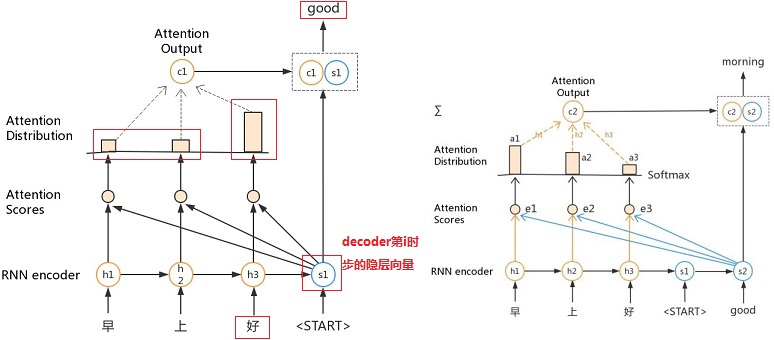 good
Attention
Output
c1
c1 s1
Attention
Distribution
Attention
Scores
decoder第i时
步的隐层向量
RNN encoder
h1
h
2
h3
s1
早 上 好 <START>
morning
Attention
Output
Σ
c2
c2 s2
a1
h1
h2
h3
Attention
Distribution
a2
a3
Softmax
Attention
Scores
e1 e2 e3
RNN encoder
h1 h2 h3 s1 s2
早 上 好 <START> good